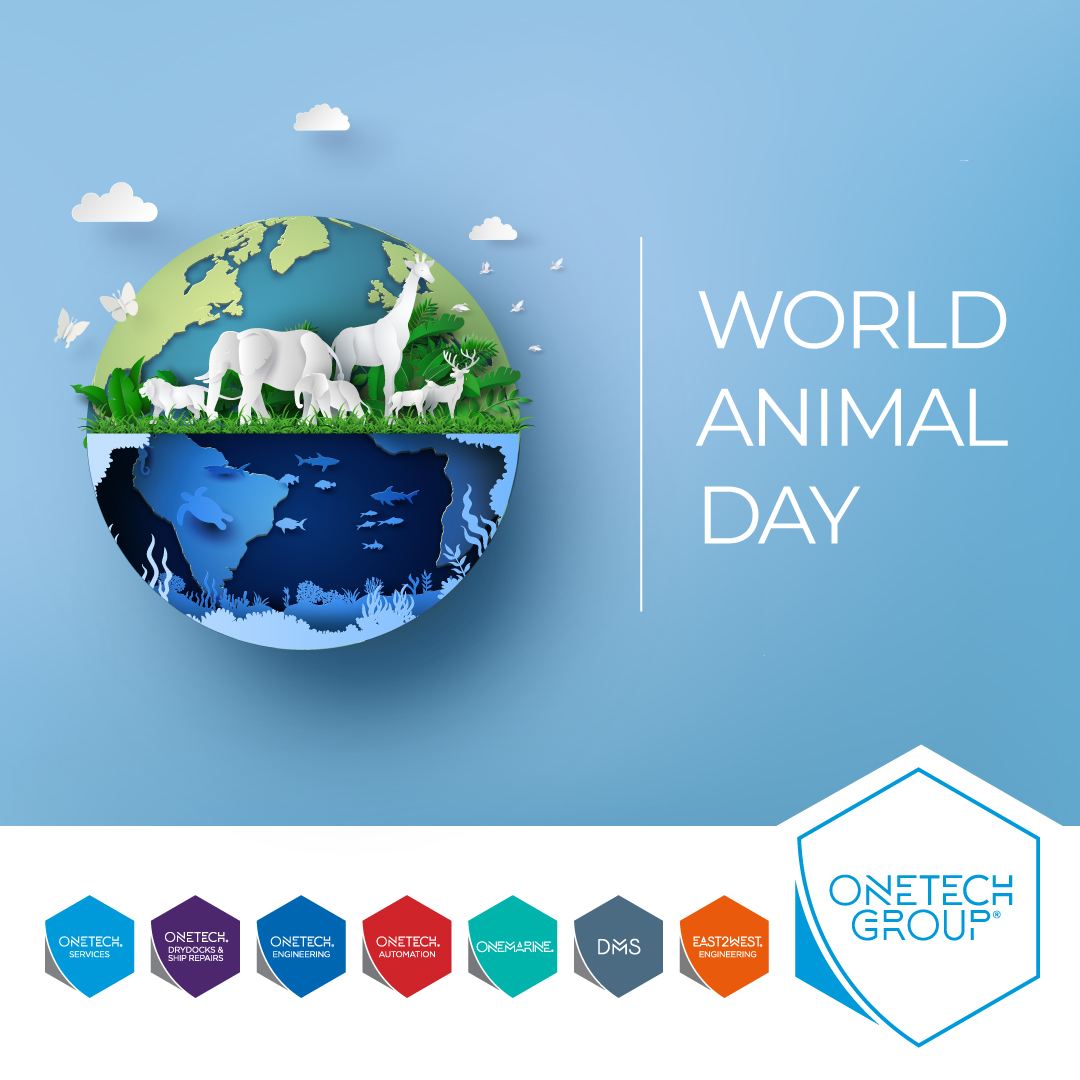 WORLD
ANIMAL
DAY
ONETECH
GROUP®
ONETECH®
SERVICES
ONETECH®
DRYDOCKS &
SHIP REPAIRS
ONETECH®
ENGINEERING
ONETECH®
AUTOMATION
ONEMARINE®
DMS
EAST2WEST®
ENGINEERING